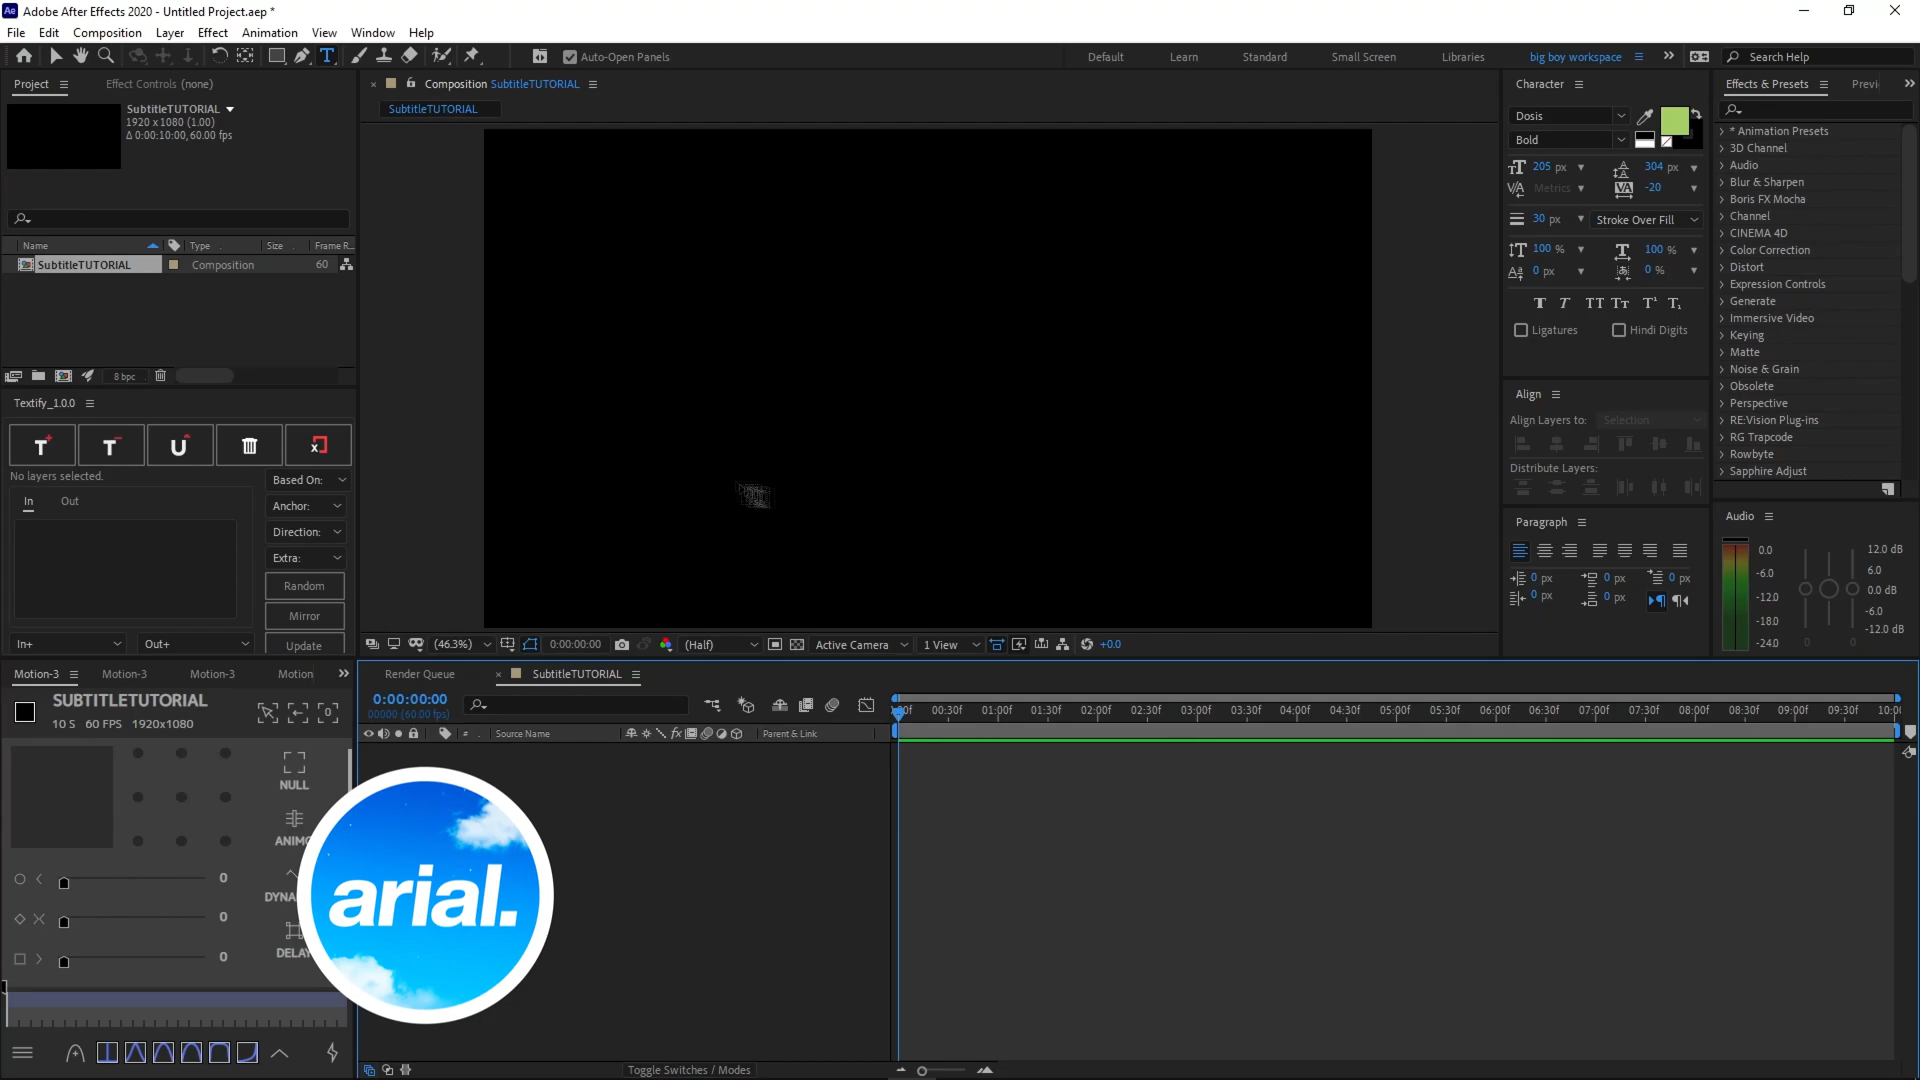 Ae Adobe After Effects 2020 - Untitled Project.aep *
File Edit Composition Layer Effect Animation View Window Help
T Auto-Open Panels Default Learn Standard Small Screen Libraries big boy workspace Search Help
Project Effect Controls (none)
SubtitleTUTORIAL
1920 x 1080 (1.00)
Δ 0:00:10:00, 60.00 fps
Name Type Size Frame R...
SubtitleTUTORIAL Composition 60
8 bpc
Textify_1.0.0
No layers selected.
In Out
Based On:
Anchor:
Direction:
Extra:
Random
Mirror
Update
In+ Out+
Composition SubtitleTUTORIAL
SubtitleTUTORIAL
(46.3%) 0:00:00:00 (Half) Active Camera 1 View +0.0
Character
Dosis
Bold
205 px 304 px
Metrics -20
30 px Stroke Over Fill
100 % 100 %
0 px 0 %
T T TT Tt T¹ T₁
Ligatures Hindi Digits
Align
Align Layers to: Selection
Distribute Layers:
Paragraph
0 px 0 px 0 px
0 px 0 px
Effects & Presets Previ
* Animation Presets
3D Channel
Audio
Blur & Sharpen
Boris FX Mocha
Channel
CINEMA 4D
Color Correction
Distort
Expression Controls
Generate
Immersive Video
Keying
Matte
Noise & Grain
Obsolete
Perspective
RE:Vision Plug-ins
RG Trapcode
Rowbyte
Sapphire Adjust
Audio
0.0 12.0 dB
-6.0 6.0
-12.0 0.0 dB
-18.0 -6.0
-24.0 -12.0 dB
0 0
Motion-3 Motion-3 Motion-3 Motion
SUBTITLETUTORIAL
10 S 60 FPS 1920x1080
NULL
ANIMO
DYNA
DELAY
0
0
0
Render Queue SubtitleTUTORIAL
0:00:00:00
00000 (60.00 fps)
# Source Name Parent & Link
:00f 00:30f 01:00f 01:30f 02:00f 02:30f 03:00f 03:30f 04:00f 04:30f 05:00f 05:30f 06:00f 06:30f 07:00f 07:30f 08:00f 08:30f 09:00f 09:30f 10:00
arial.
Toggle Switches / Modes